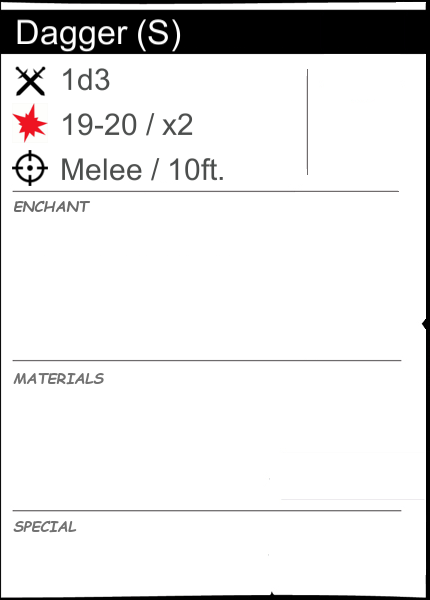 Dagger (S)
1d3
19-20 / x2
Melee / 10ft.
ENCHANT
MATERIALS
SPECIAL